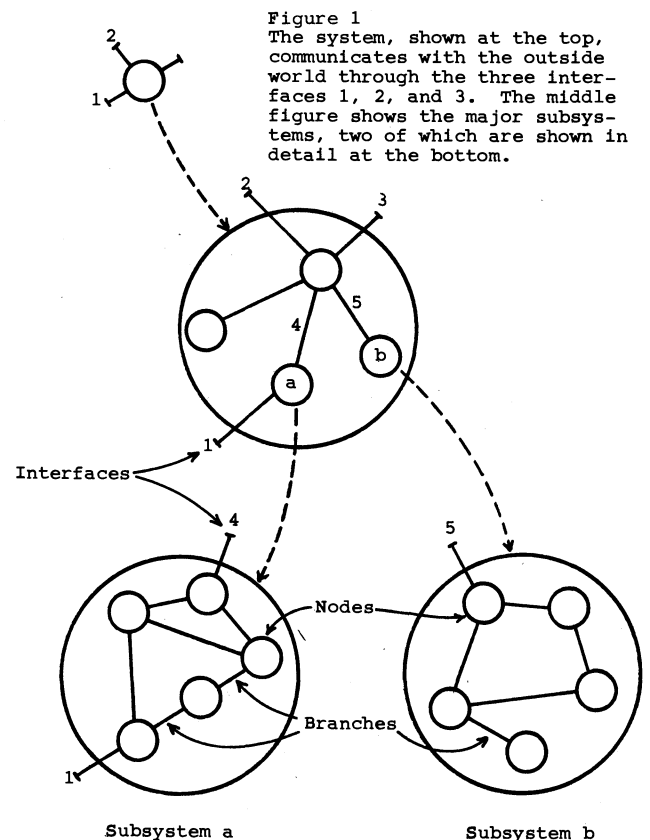 Figure 1
The system, shown at the top,
communicates with the outside
world through the three inter-
faces 1, 2, and 3. The middle
figure shows the major subsys-
tems, two of which are shown in
detail at the bottom.
2
1
2
3
5
4
b
a
1
Interfaces
4
5
Nodes
Branches
1
Subsystem a
Subsystem b